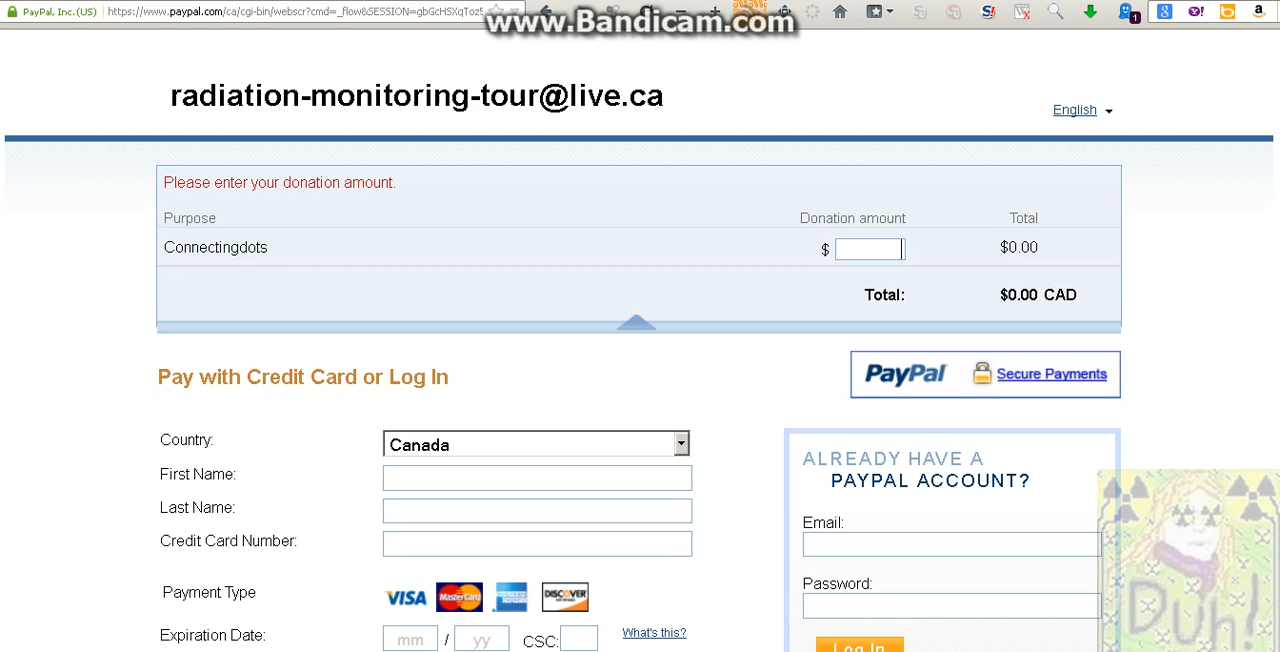 PayPal, Inc. (US) https://www.paypal.com/ca/cgi-bin/webscr?cmd=_flow&SESSION=gbGcHSXqToz5
www.Bandicam.com
radiation-monitoring-tour@live.ca
English
Please enter your donation amount.
Purpose Donation amount Total
Connectingdots $ $0.00
Total: $0.00 CAD
Pay with Credit Card or Log In
PayPal Secure Payments
Country: Canada
First Name:
Last Name:
Credit Card Number:
Payment Type VISA MasterCard DISCOVER
Expiration Date: mm / yy CSC: What's this?
ALREADY HAVE A
PAYPAL ACCOUNT?
Email:
Password:
Log In
Duh!